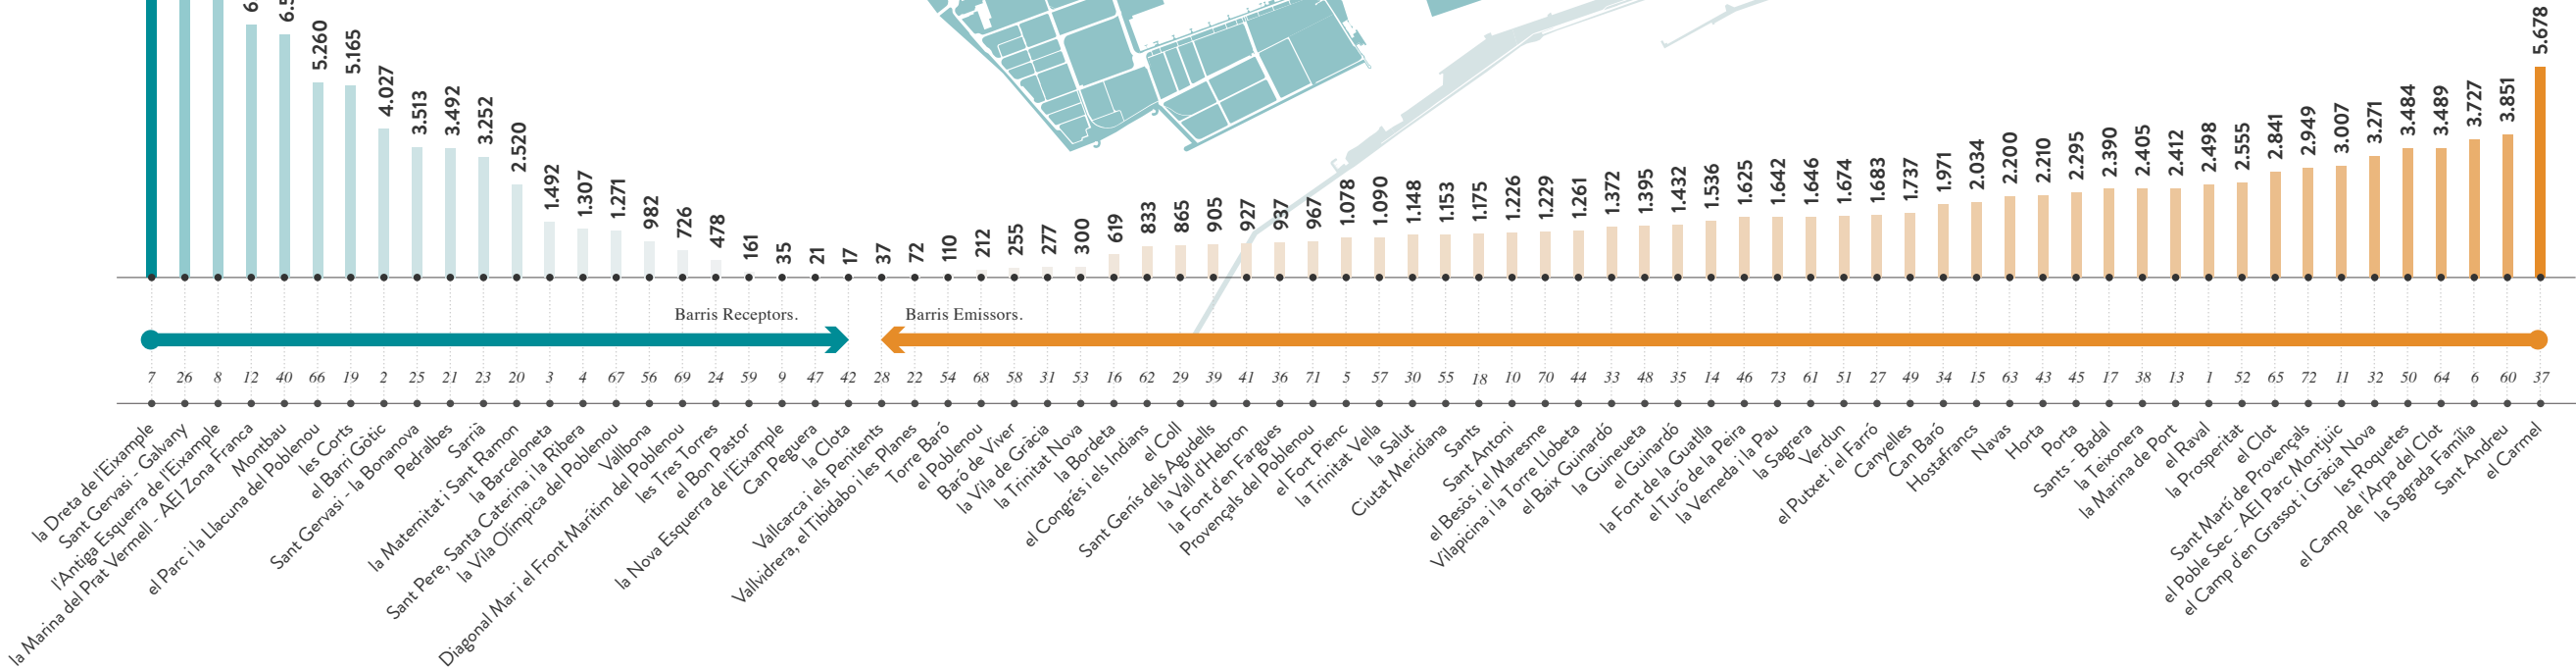 5.260
5.165
4.027
3.513
3.492
3.252
2.520
1.492
1.307
1.271
982
726
478
161
35
21
17
37
72
110
212
255
277
300
619
833
865
905
927
937
967
1.078
1.090
1.148
1.153
1.175
1.226
1.229
1.261
1.372
1.395
1.432
1.536
1.625
1.642
1.646
1.674
1.683
1.737
1.971
2.034
2.200
2.210
2.295
2.390
2.405
2.412
2.498
2.555
2.841
2.949
3.007
3.271
3.484
3.489
3.727
3.851
5.678
Barris Receptors.
Barris Emissors.
7 26 8 12 40 66 19 2 25 21 23 20 3 4 67 56 69 24 59 9 47 42 28 22 54 68 58 31 53 16 62 29 39 41 36 71 5 57 30 55 18 10 70 44 33 48 35 14 46 73 61 51 27 49 34 15 63 43 45 17 38 13 1 52 65 72 11 32 50 64 6 60 37
la Dreta de l'Eixample
Sant Gervasi - Galvany
l'Antiga Esquerra de l'Eixample
la Marina del Prat Vermell - AEI Zona Franca
Montbau
el Parc i la Llacuna del Poblenou
les Corts
el Barri Gòtic
Sant Gervasi - la Bonanova
Pedralbes
Sarrià
la Maternitat i Sant Ramon
la Barceloneta
Sant Pere, Santa Caterina i la Ribera
la Vila Olímpica del Poblenou
Vallbona
Diagonal Mar i el Front Marítim del Poblenou
les Tres Torres
el Bon Pastor
la Nova Esquerra de l'Eixample
Can Peguera
la Clota
Vallcarca i els Penitents
Vallvidrera, el Tibidabo i les Planes
Torre Baró
el Poblenou
Baró de Viver
la Vila de Gràcia
la Trinitat Nova
la Bordeta
el Congrés i els Indians
el Coll
Sant Genís dels Agudells
la Vall d'Hebron
la Font d'en Fargues
Provençals del Poblenou
el Fort Pienc
la Trinitat Vella
la Salut
Ciutat Meridiana
Sants
Sant Antoni
el Besòs i el Maresme
Vilapicina i la Torre Llobeta
el Baix Guinardó
la Guineueta
el Guinardó
la Font de la Guatlla
el Turó de la Peira
la Verneda i la Pau
la Sagrera
Verdun
el Putxet i el Farró
Canyelles
Can Baró
Hostafrancs
Navas
Horta
Porta
Sants - Badal
la Teixonera
la Marina de Port
el Raval
la Prosperitat
el Clot
Sant Martí de Provençals
el Poble Sec - AEI Parc Montjuïc
el Camp d'en Grassot i Gràcia Nova
les Roquetes
el Camp de l'Arpa del Clot
la Sagrada Família
Sant Andreu
el Carmel